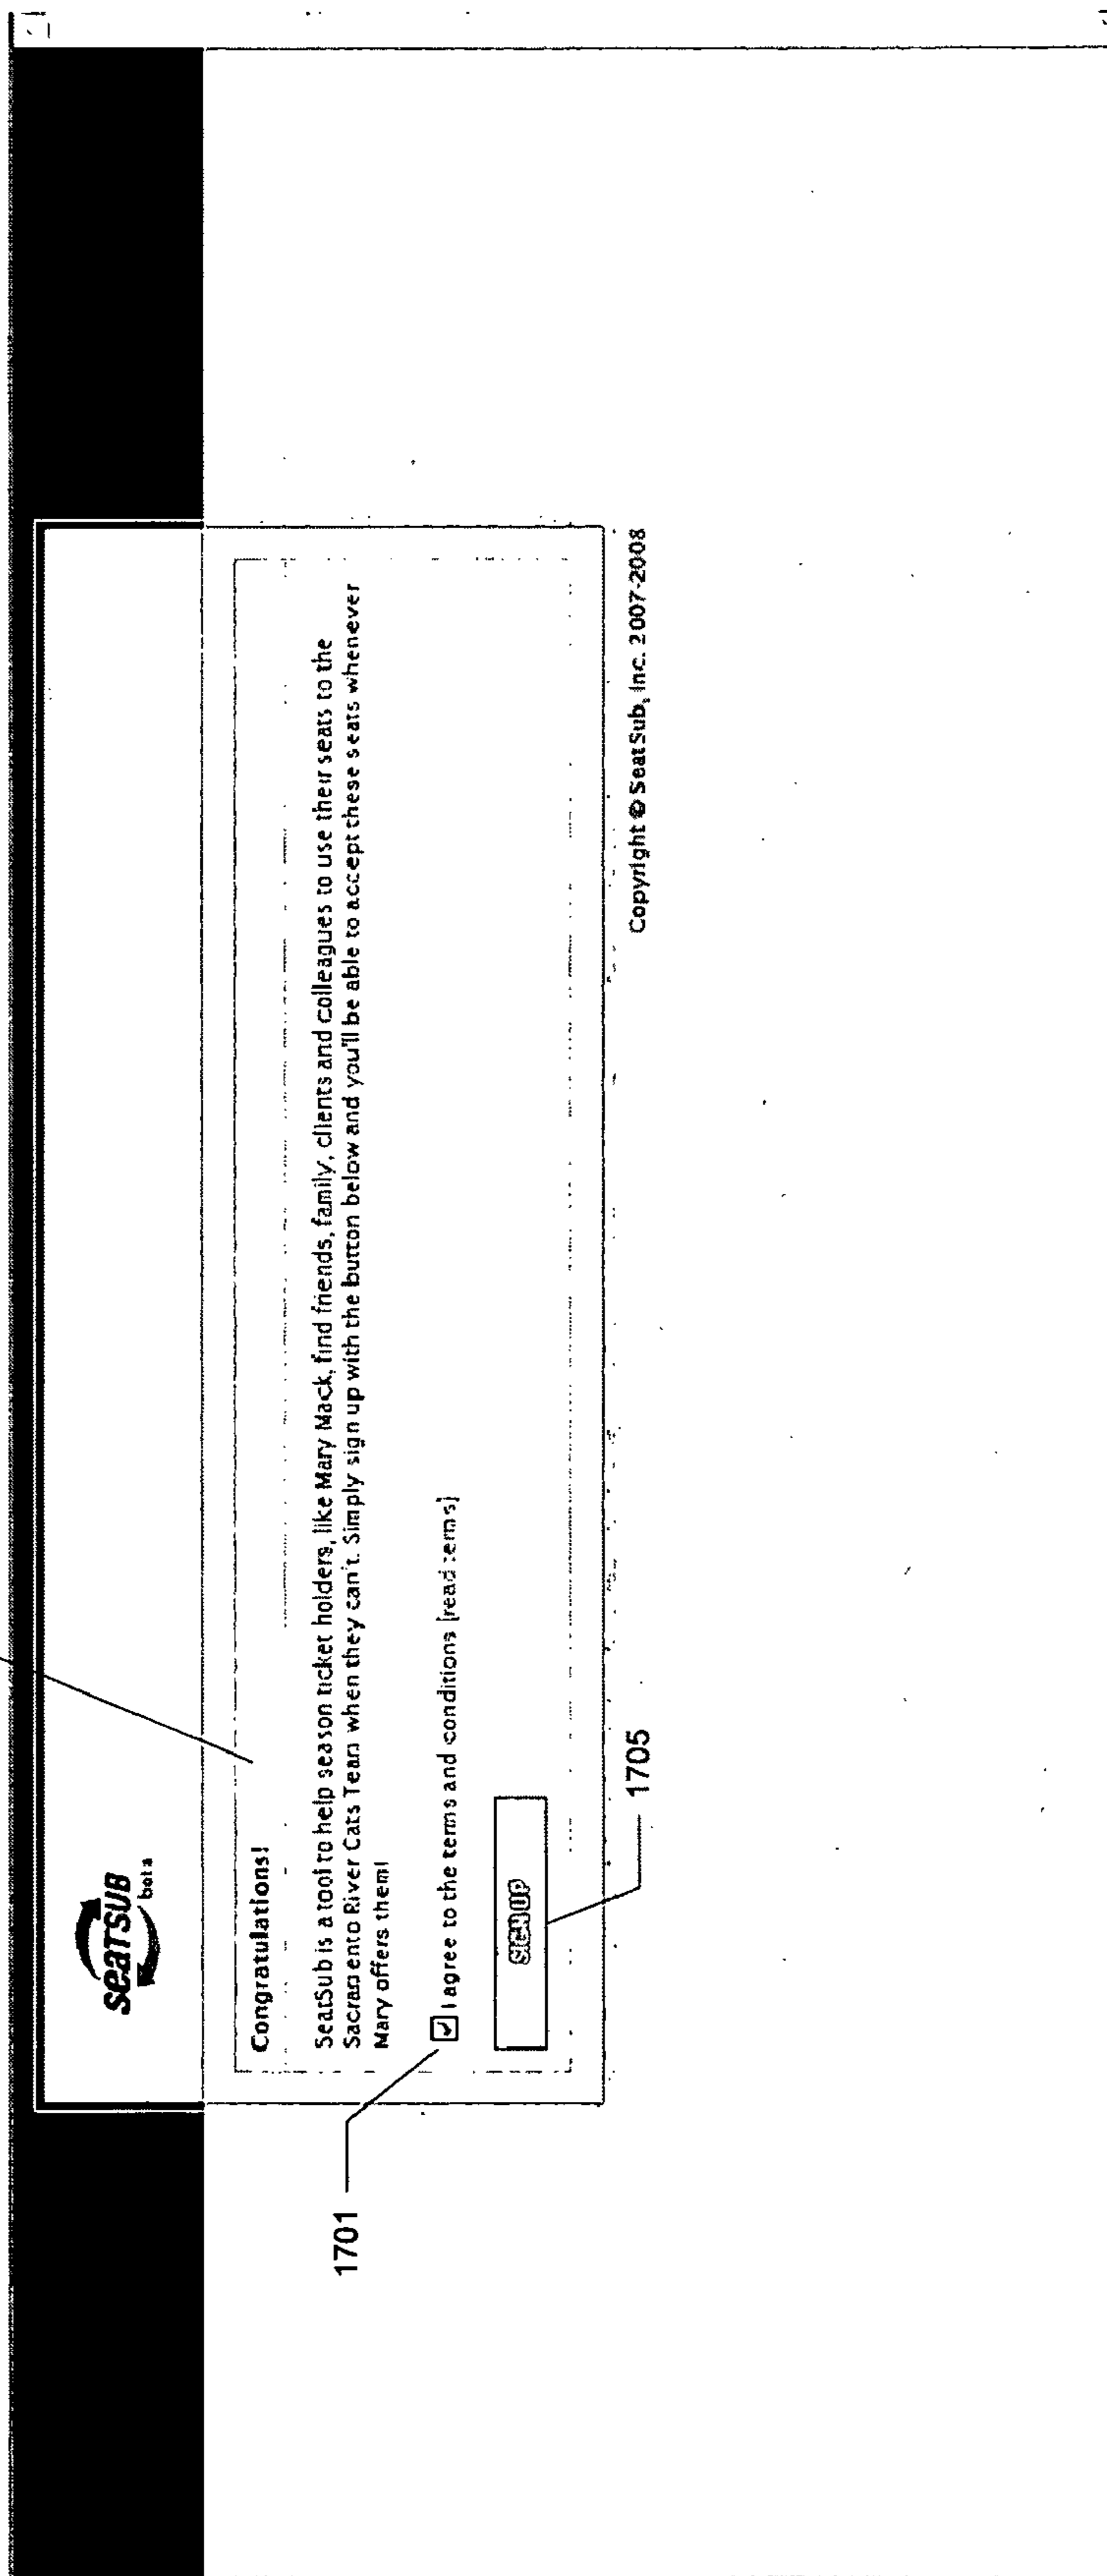 seatSUB
beta
Congratulations!
SeatSub is a tool to help season ticket holders, like Mary Mack, find friends, family, clients and colleagues to use their seats to the
Sacramento River Cats Team when they can't. Simply sign up with the button below and you'll be able to accept these seats whenever
Mary offers them!
1701
I agree to the terms and conditions [read terms]
SIGN UP
1705
Copyright © SeatSub, Inc. 2007-2008